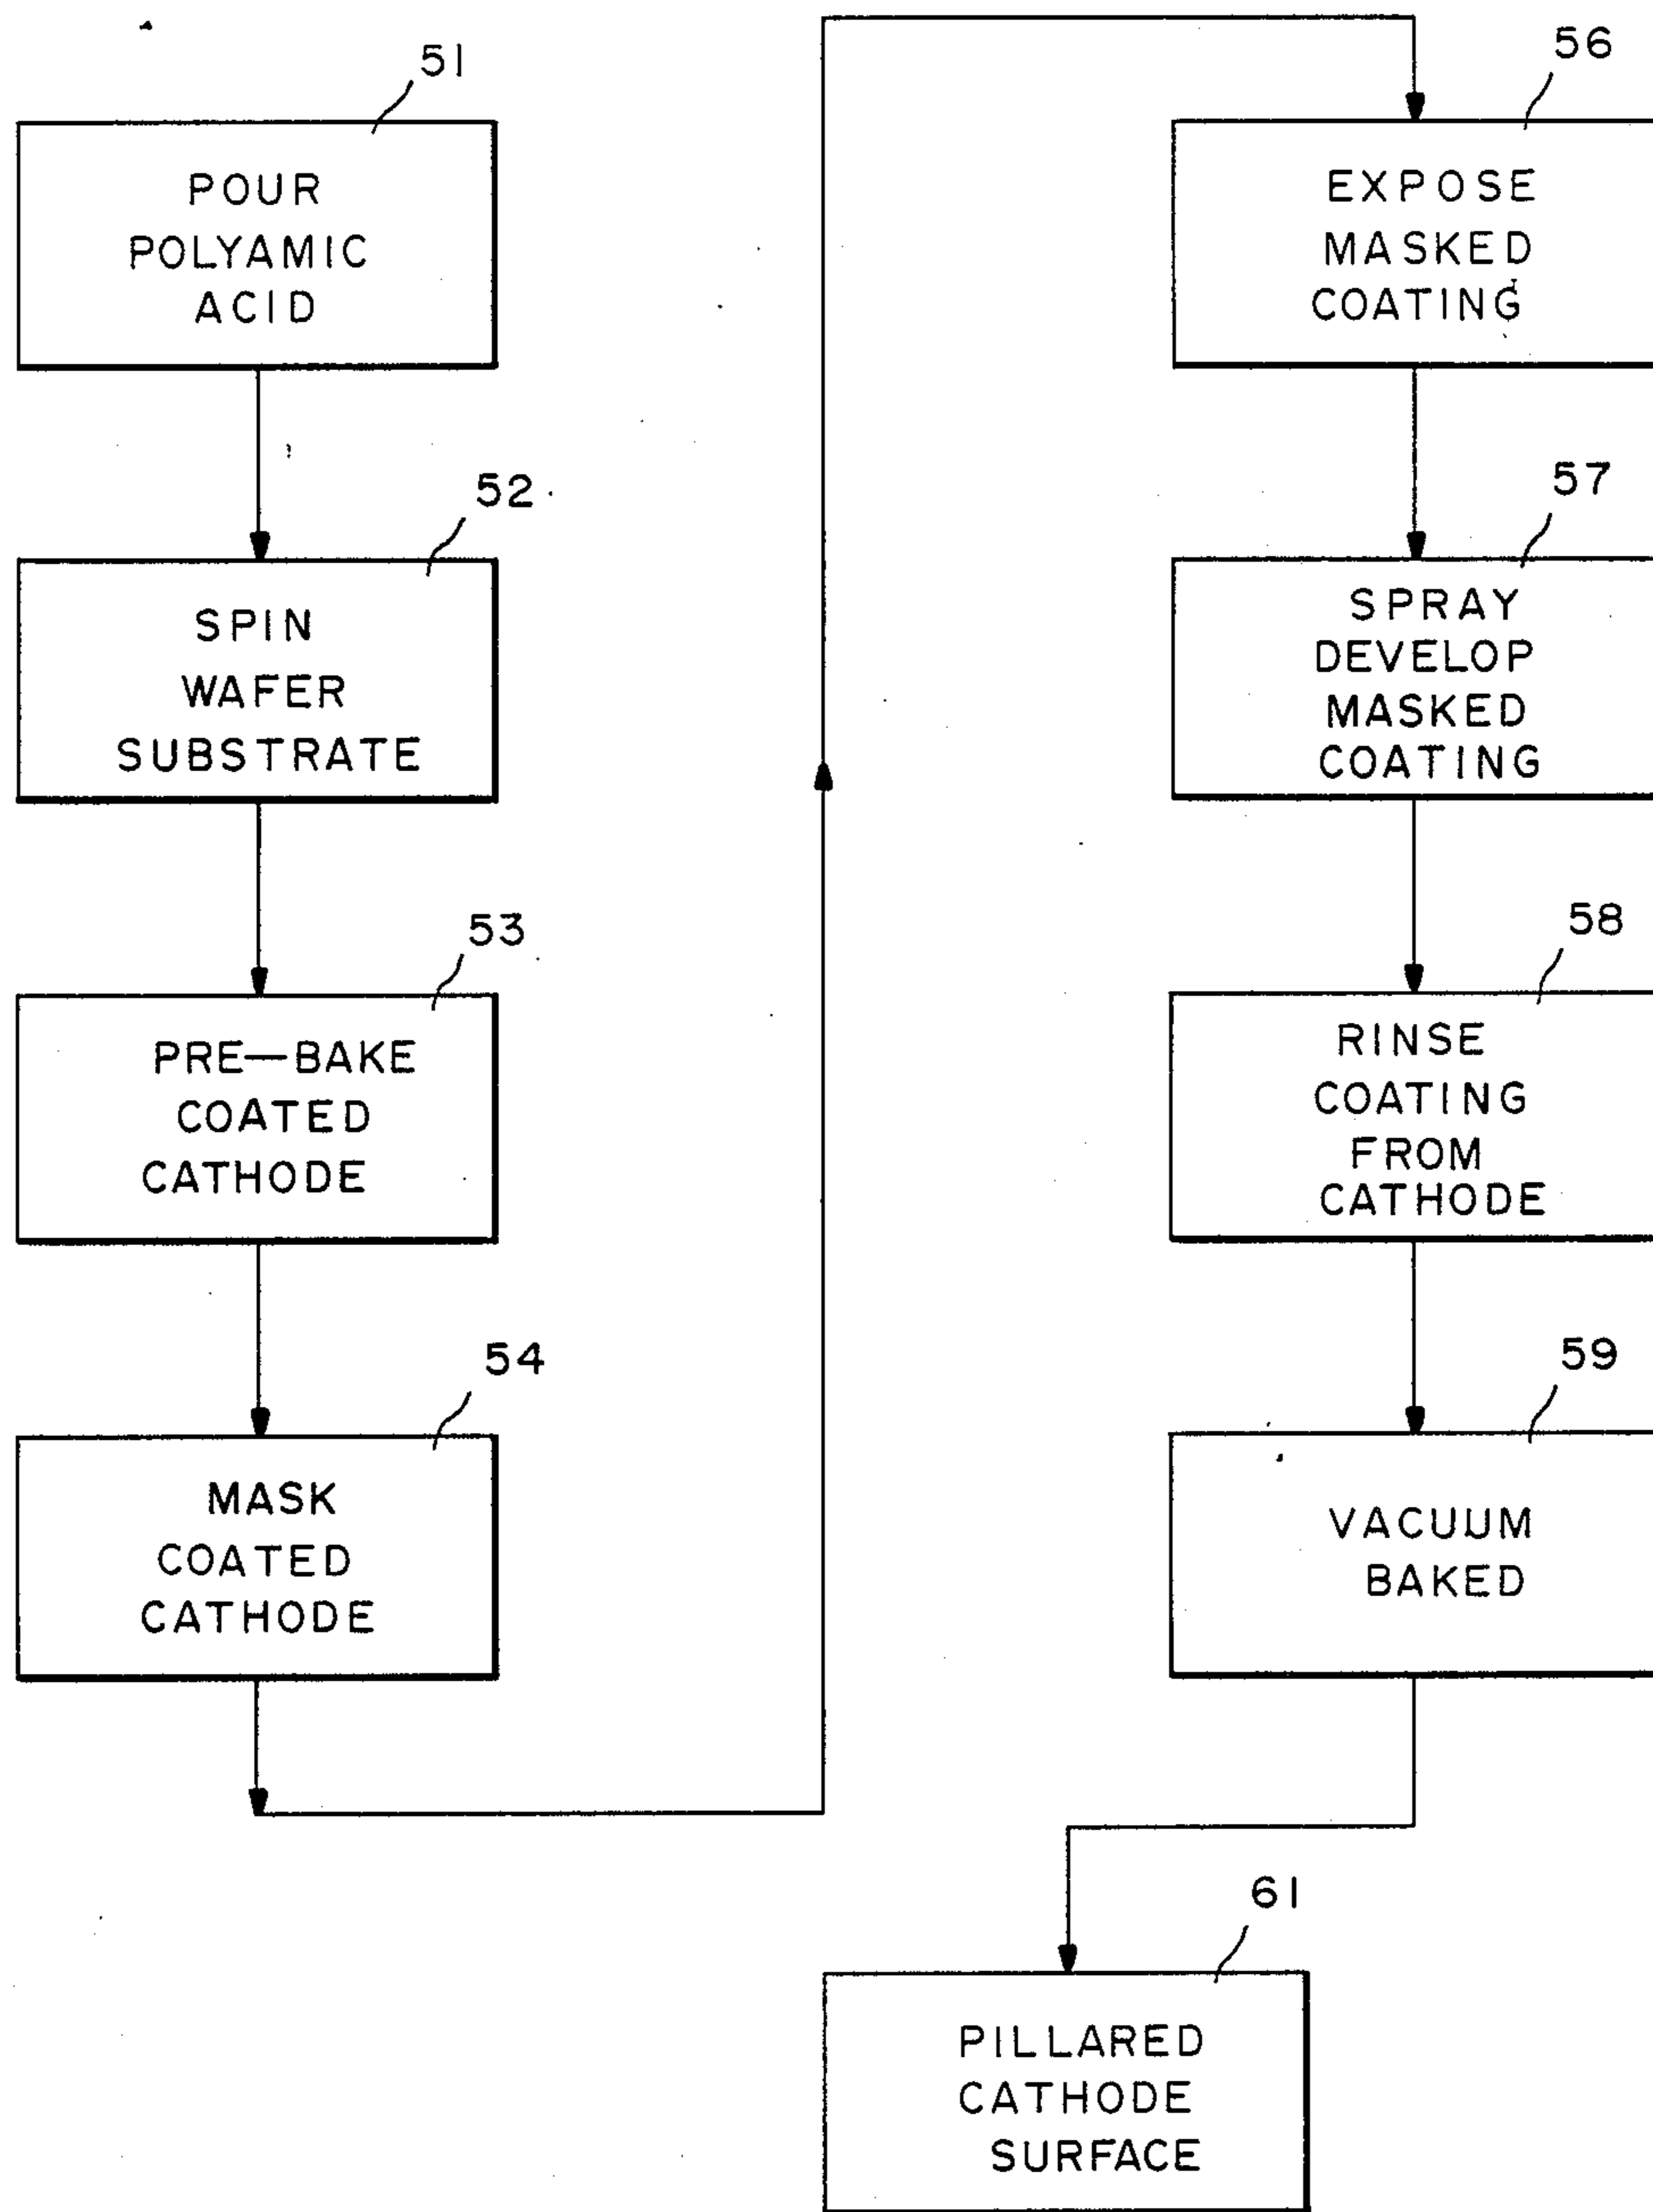 51
POUR
POLYAMIC
ACID
52
SPIN
WAFER
SUBSTRATE
53
PRE—BAKE
COATED
CATHODE
54
MASK
COATED
CATHODE
56
EXPOSE
MASKED
COATING
57
SPRAY
DEVELOP
MASKED
COATING
58
RINSE
COATING
FROM
CATHODE
59
VACUUM
BAKED
61
PILLARED
CATHODE
SURFACE